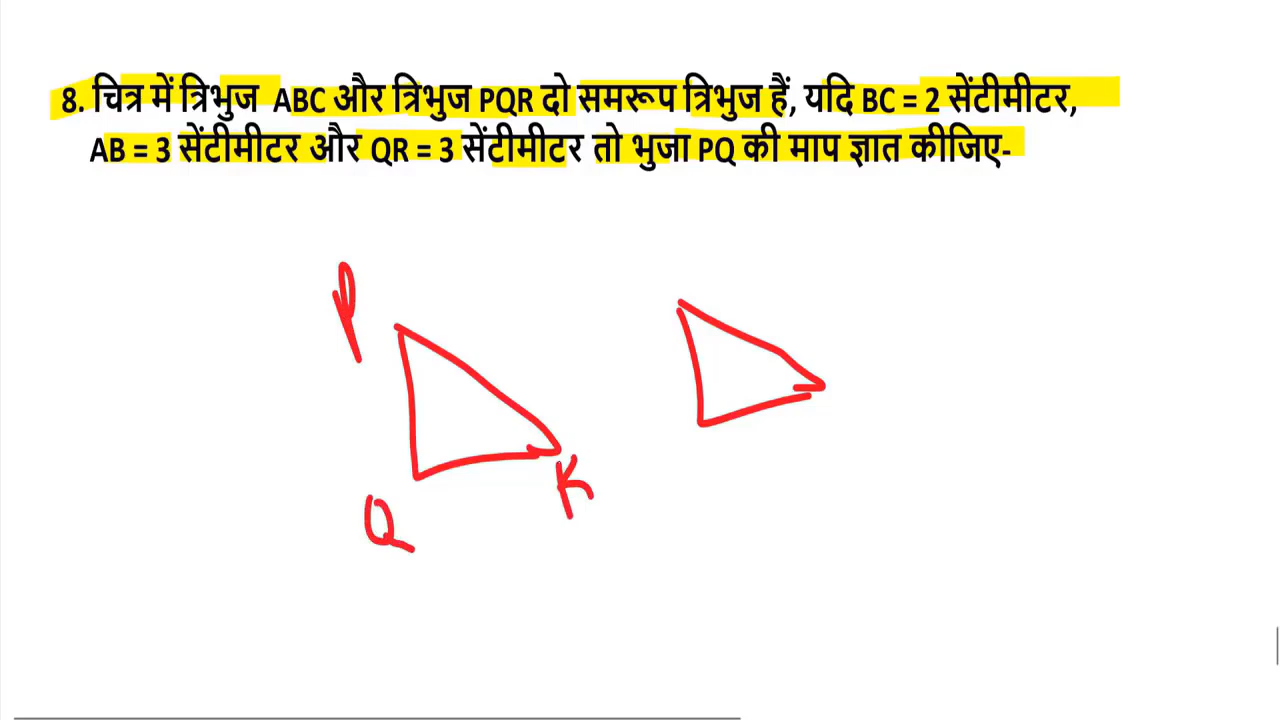 8. चित्र में त्रिभुज ABC और त्रिभुज PQR दो समरूप त्रिभुज हैं, यदि BC = 2 सेंटीमीटर,
AB = 3 सेंटीमीटर और QR = 3 सेंटीमीटर तो भुजा PQ की माप ज्ञात कीजिए-
P
Q